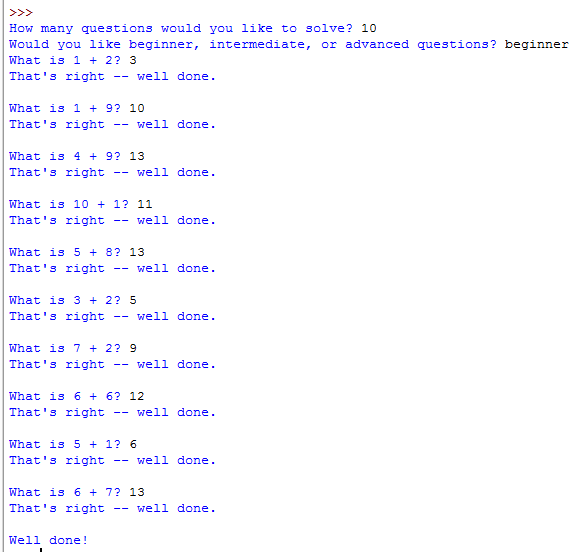 >>>
How many questions would you like to solve? 10
Would you like beginner, intermediate, or advanced questions? beginner
What is 1 + 2? 3
That's right -- well done.
What is 1 + 9? 10
That's right -- well done.
What is 4 + 9? 13
That's right -- well done.
What is 10 + 1? 11
That's right -- well done.
What is 5 + 8? 13
That's right -- well done.
What is 3 + 2? 5
That's right -- well done.
What is 7 + 2? 9
That's right -- well done.
What is 6 + 6? 12
That's right -- well done.
What is 5 + 1? 6
That's right -- well done.
What is 6 + 7? 13
That's right -- well done.
Well done!